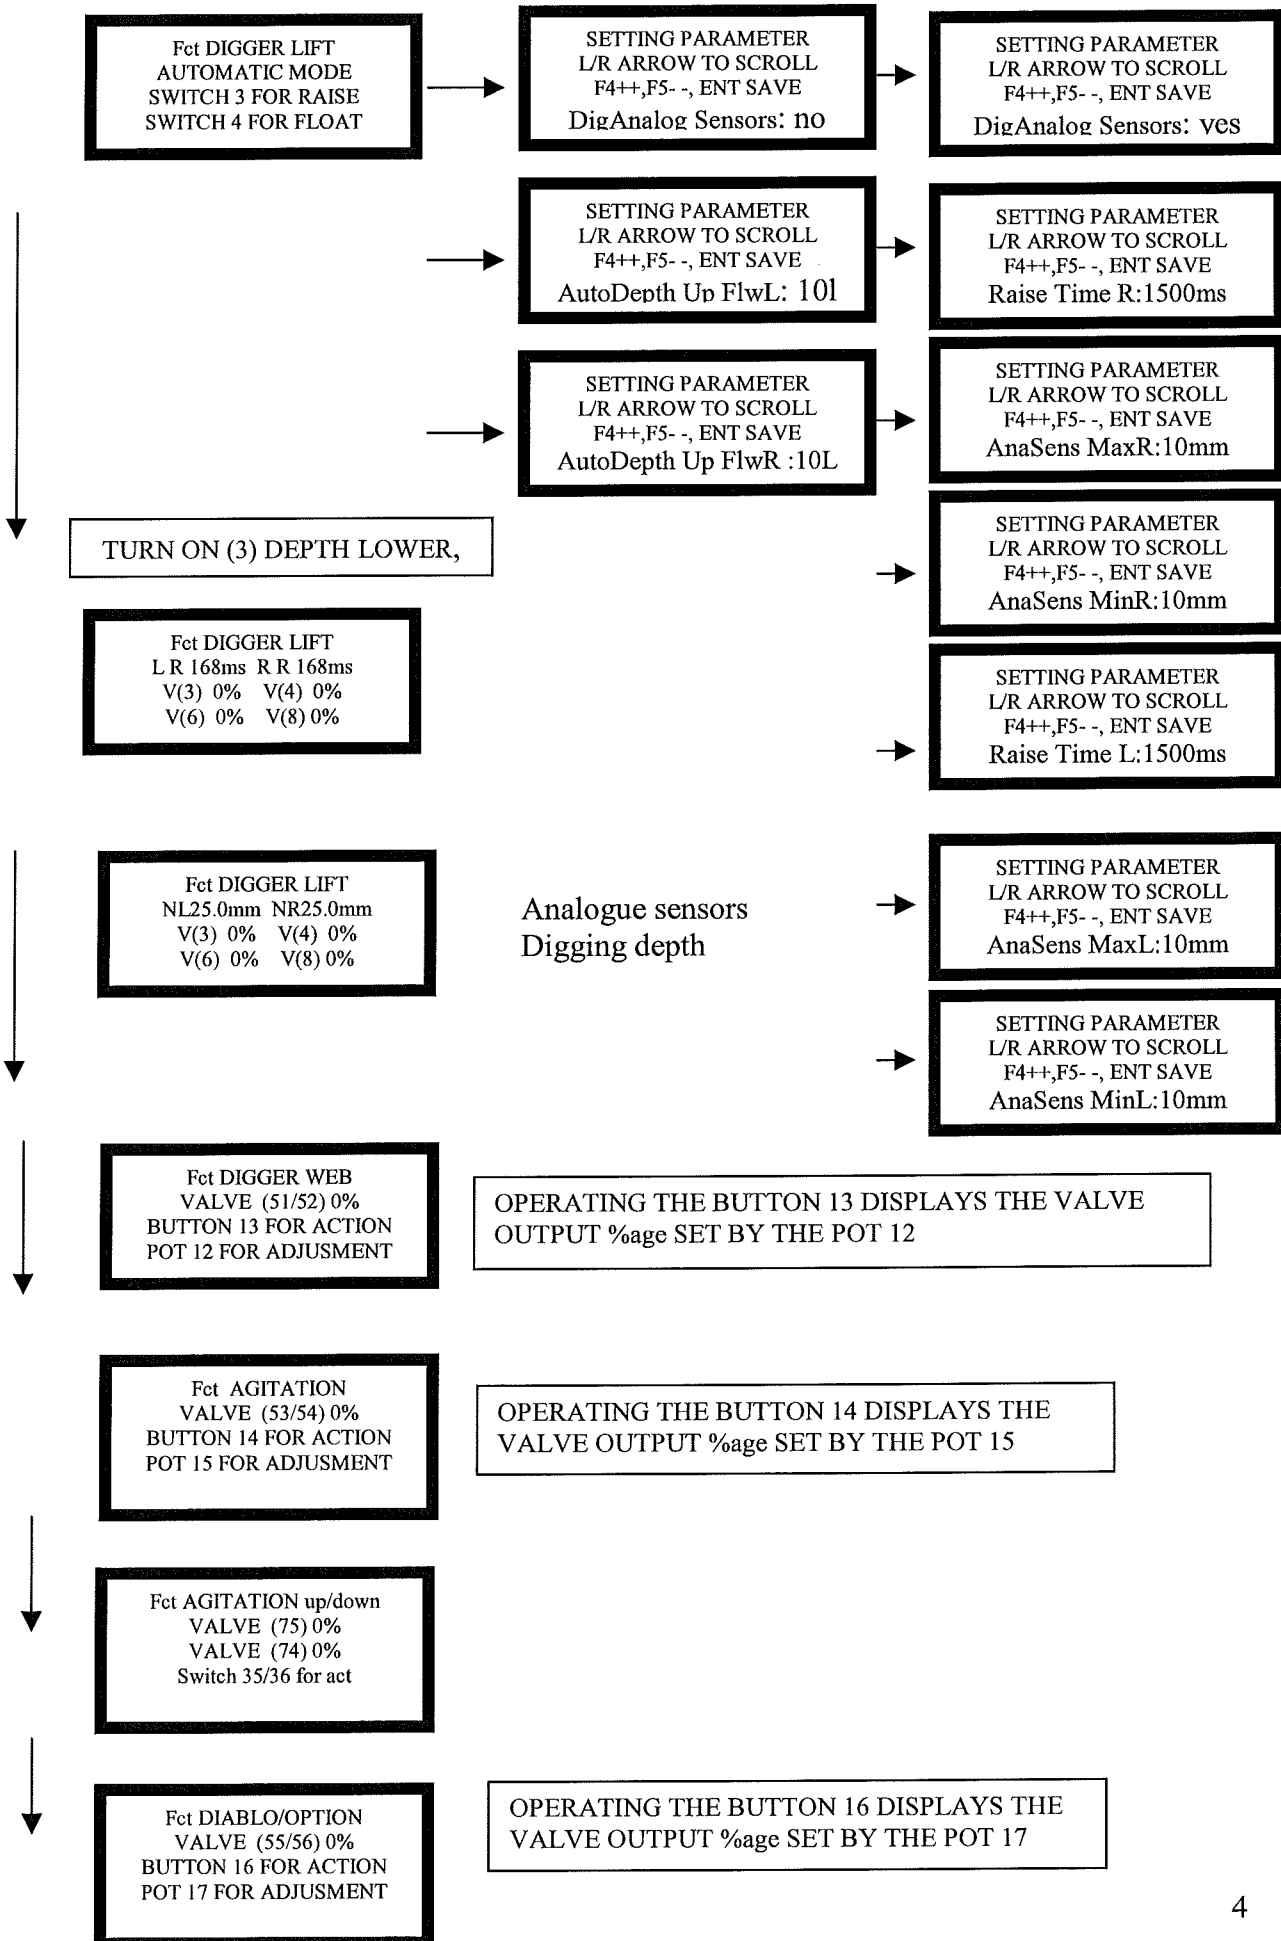 Fct DIGGER LIFT
AUTOMATIC MODE
SWITCH 3 FOR RAISE
SWITCH 4 FOR FLOAT
SETTING PARAMETER
L/R ARROW TO SCROLL
F4++,F5- -, ENT SAVE
DigAnalog Sensors: no
SETTING PARAMETER
L/R ARROW TO SCROLL
F4++,F5- -, ENT SAVE
DigAnalog Sensors: yes
SETTING PARAMETER
L/R ARROW TO SCROLL
F4++,F5- -, ENT SAVE
AutoDepth Up FlwL: 10l
SETTING PARAMETER
L/R ARROW TO SCROLL
F4++,F5- -, ENT SAVE
Raise Time R:1500ms
SETTING PARAMETER
L/R ARROW TO SCROLL
F4++,F5- -, ENT SAVE
AutoDepth Up FlwR :10L
SETTING PARAMETER
L/R ARROW TO SCROLL
F4++,F5- -, ENT SAVE
AnaSens MaxR:10mm
TURN ON (3) DEPTH LOWER,
SETTING PARAMETER
L/R ARROW TO SCROLL
F4++,F5- -, ENT SAVE
AnaSens MinR:10mm
Fct DIGGER LIFT
L R 168ms R R 168ms
V(3) 0% V(4) 0%
V(6) 0% V(8) 0%
SETTING PARAMETER
L/R ARROW TO SCROLL
F4++,F5- -, ENT SAVE
Raise Time L:1500ms
Fct DIGGER LIFT
NL25.0mm NR25.0mm
V(3) 0% V(4) 0%
V(6) 0% V(8) 0%
Analogue sensors
Digging depth
SETTING PARAMETER
L/R ARROW TO SCROLL
F4++,F5- -, ENT SAVE
AnaSens MaxL:10mm
SETTING PARAMETER
L/R ARROW TO SCROLL
F4++,F5- -, ENT SAVE
AnaSens MinL:10mm
Fct DIGGER WEB
VALVE (51/52) 0%
BUTTON 13 FOR ACTION
POT 12 FOR ADJUSMENT
OPERATING THE BUTTON 13 DISPLAYS THE VALVE
OUTPUT %age SET BY THE POT 12
Fct AGITATION
VALVE (53/54) 0%
BUTTON 14 FOR ACTION
POT 15 FOR ADJUSMENT
OPERATING THE BUTTON 14 DISPLAYS THE
VALVE OUTPUT %age SET BY THE POT 15
Fct AGITATION up/down
VALVE (75) 0%
VALVE (74) 0%
Switch 35/36 for act
Fct DIABLO/OPTION
VALVE (55/56) 0%
BUTTON 16 FOR ACTION
POT 17 FOR ADJUSMENT
OPERATING THE BUTTON 16 DISPLAYS THE
VALVE OUTPUT %age SET BY THE POT 17
4